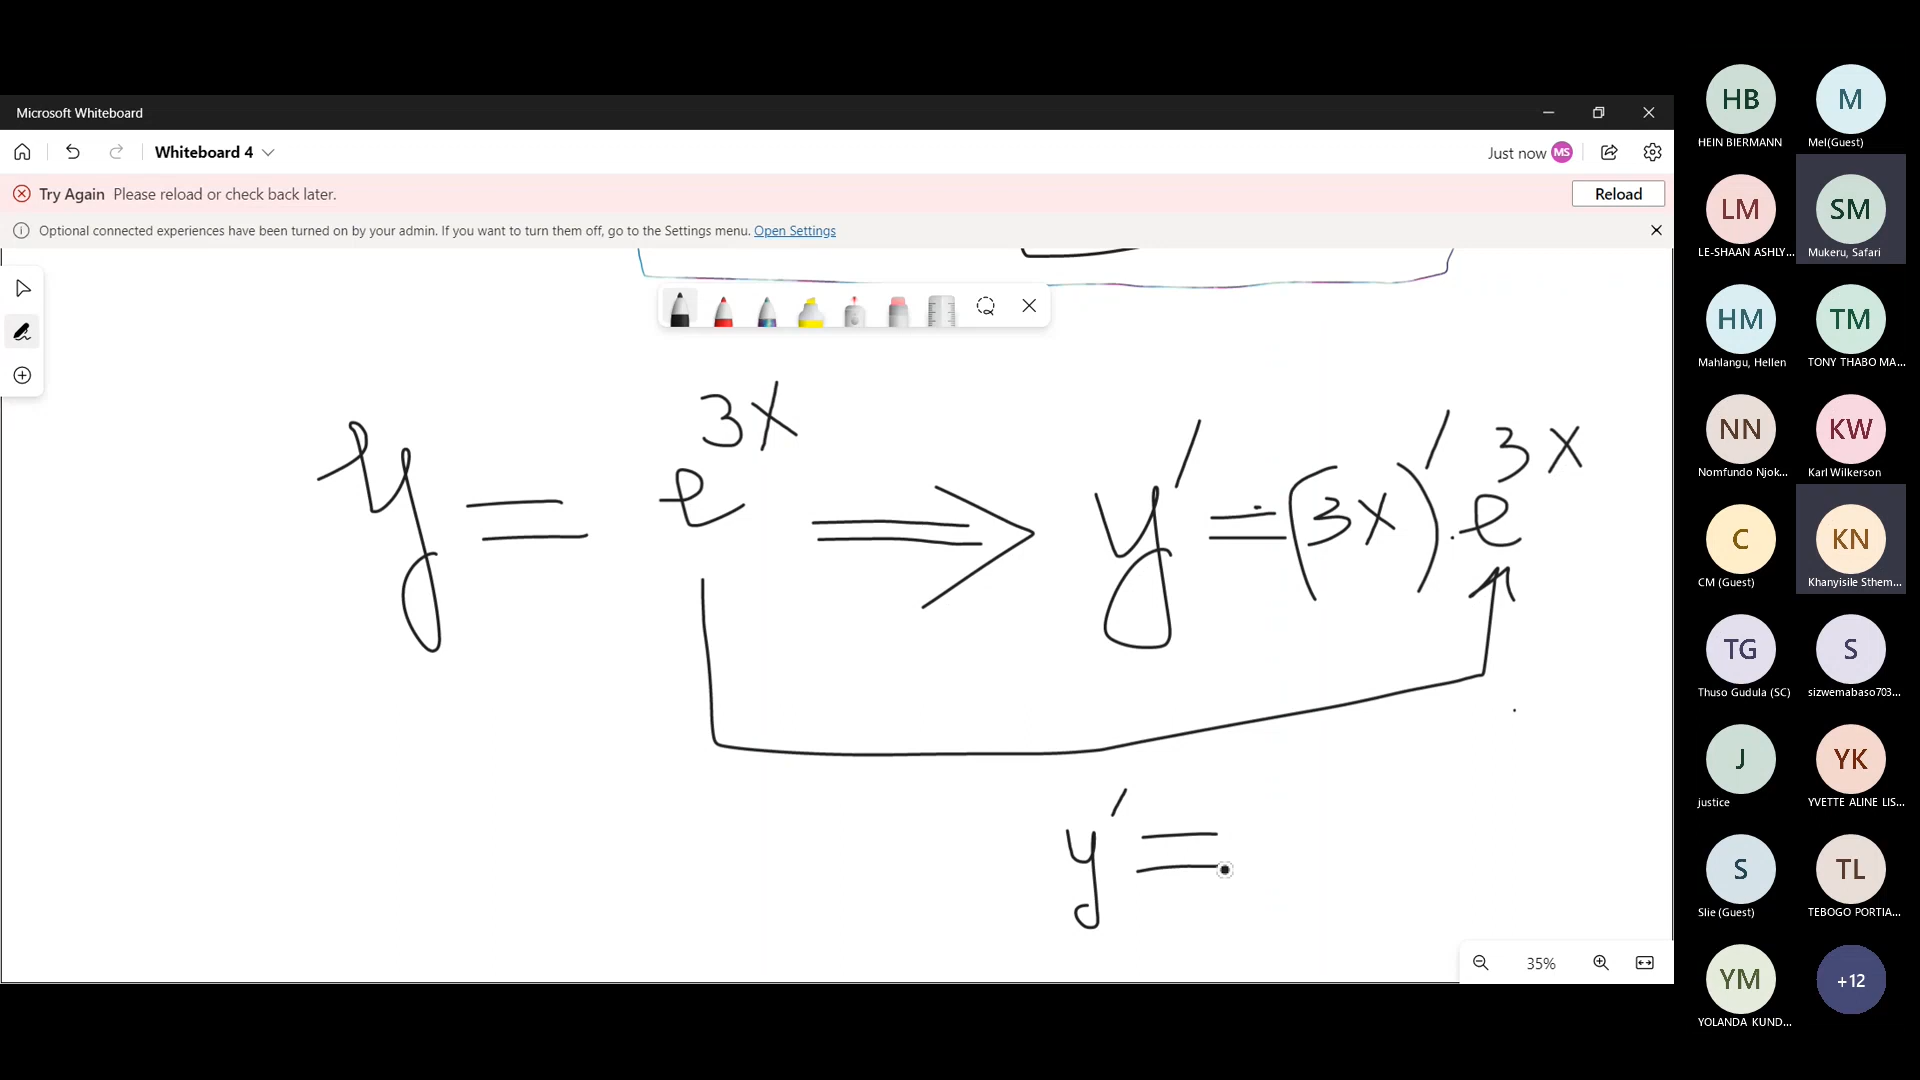 Microsoft Whiteboard
Whiteboard 4
Just now MS
Try Again Please reload or check back later.
Reload
Optional connected experiences have been turned on by your admin. If you want to turn them off, go to the Settings menu. Open Settings
y = e^{3x} ⟹ y' = (3x)' . e^{3x}
y' =
35%
HB
HEIN BIERMANN
M
Mel(Guest)
LM
LE-SHAAN ASHLY...
SM
Mukeru, Safari
HM
Mahlangu, Hellen
TM
TONY THABO MA...
NN
Nomfundo Njok...
KW
Karl Wilkerson
C
CM (Guest)
KN
Khanyisile Sthem...
TG
Thuso Gudula (SC)
S
sizwemabaso703...
J
justice
YK
YVETTE ALINE LIS...
S
Slie (Guest)
TL
TEBOGO PORTIA...
YM
YOLANDA KUND...
+12